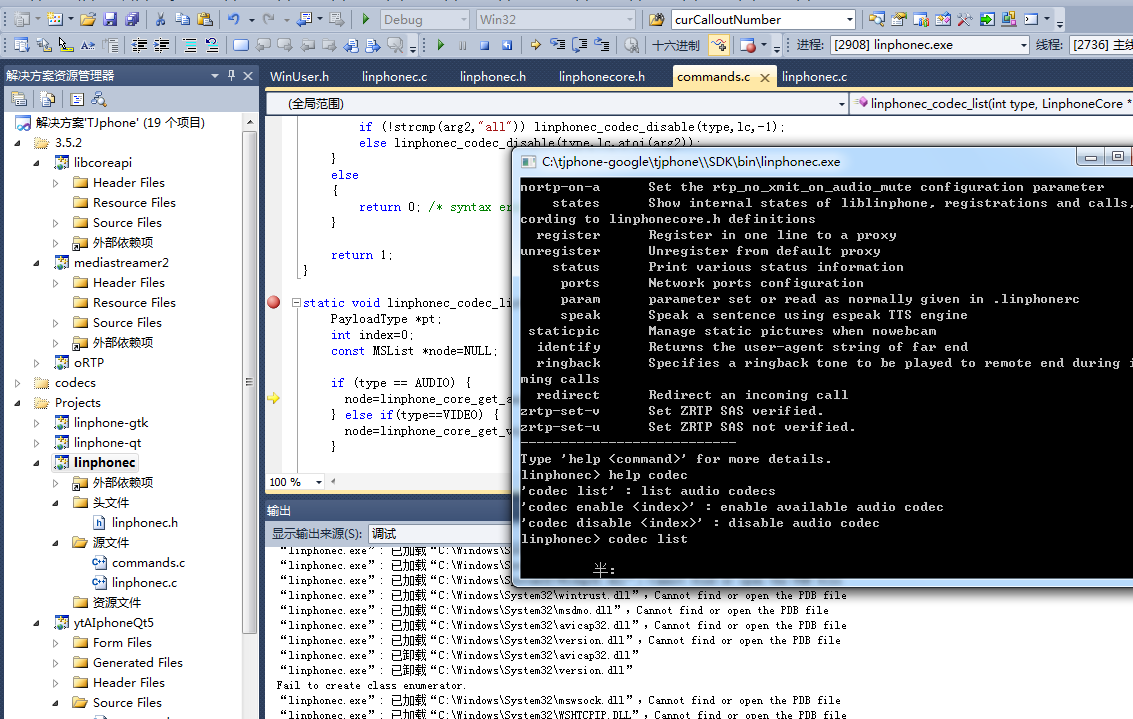 Debug
Win32
curCalloutNumber
十六进制
进程:
[2908] linphonec.exe
线程:
[2736] 主线
解决方案资源管理器
解决方案'TJphone' (19 个项目)
3.5.2
libcoreapi
Header Files
Resource Files
Source Files
外部依赖项
mediastreamer2
Header Files
Resource Files
Source Files
外部依赖项
oRTP
codecs
Projects
linphone-gtk
linphone-qt
linphonec
外部依赖项
头文件
linphonec.h
源文件
commands.c
linphonec.c
资源文件
ytAIphoneQt5
Form Files
Generated Files
Header Files
Source Files
WinUser.h
linphonec.c
linphonec.h
linphonecore.h
commands.c
linphonec.c
(全局范围)
linphonec_codec_list(int type, LinphoneCore *
if (!strcmp(arg2,"all")) linphonec_codec_disable(type,lc,-1);
else linphonec_codec_disable(type,lc,atoi(arg2));
}
else
{
return 0; /* syntax er
}
return 1;
}
static void linphonec_codec_li
PayloadType *pt;
int index=0;
const MSList *node=NULL;
if (type == AUDIO) {
node=linphone_core_get_a
} else if(type==VIDEO) {
node=linphone_core_get_v
}
100 %
C:\tjphone-google\tjphone\\SDK\bin\linphonec.exe
nortp-on-a Set the rtp_no_xmit_on_audio_mute configuration parameter
states Show internal states of liblinphone, registrations and calls,
cording to linphonecore.h definitions
register Register in one line to a proxy
unregister Unregister from default proxy
status Print various status information
ports Network ports configuration
param parameter set or read as normally given in .linphonerc
speak Speak a sentence using espeak TTS engine
staticpic Manage static pictures when nowebcam
identify Returns the user-agent string of far end
ringback Specifies a ringback tone to be played to remote end during i
ming calls
redirect Redirect an incoming call
zrtp-set-v Set ZRTP SAS verified.
zrtp-set-u Set ZRTP SAS not verified.
---------------------------
Type 'help <command>' for more details.
linphonec> help codec
'codec list' : list audio codecs
'codec enable <index>' : enable available audio codec
'codec disable <index>' : disable audio codec
linphonec> codec list
半:
输出
显示输出来源(S):
调试
“linphonec.exe”: 已加载“C:\Windows\S
“linphonec.exe”: 已加载“C:\Windows\S
“linphonec.exe”: 已加载“C:\Windows\S
“linphonec.exe”: 已加载“C:\Windows\System32\wintrust.dll”, Cannot find or open the PDB file
“linphonec.exe”: 已加载“C:\Windows\System32\msdmo.dll”, Cannot find or open the PDB file
“linphonec.exe”: 已加载“C:\Windows\System32\avicap32.dll”, Cannot find or open the PDB file
“linphonec.exe”: 已加载“C:\Windows\System32\version.dll”, Cannot find or open the PDB file
“linphonec.exe”: 已卸载“C:\Windows\System32\avicap32.dll”
“linphonec.exe”: 已卸载“C:\Windows\System32\version.dll”
Fail to create class enumerator.
“linphonec.exe”: 已加载“C:\Windows\System32\mswsock.dll”, Cannot find or open the PDB file
“linphonec.exe”: 已加载“C:\Windows\System32\WSHTCPIP.DLL”, Cannot find or open the PDB file